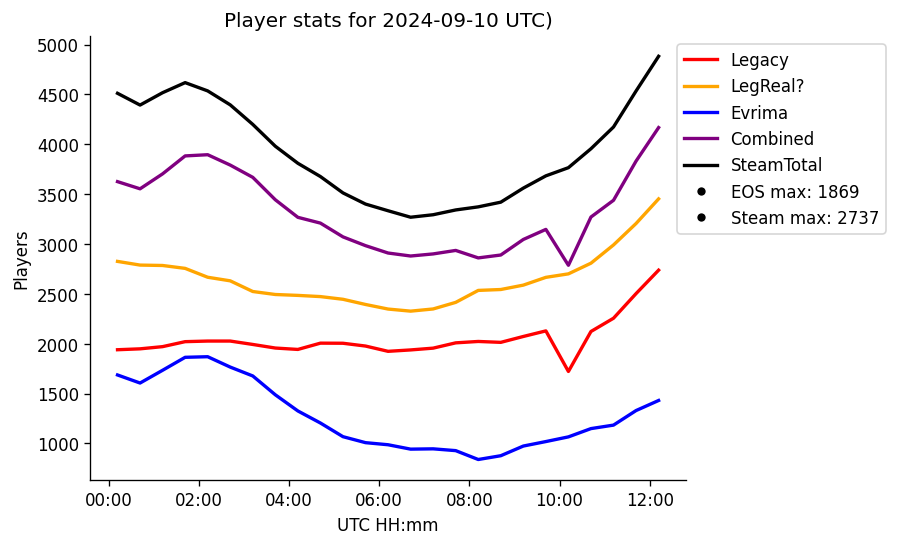 Player stats for 2024-09-10 UTC)
5000
4500
4000
3500
3000
2500
2000
1500
1000
Players
00:00 02:00 04:00 06:00 08:00 10:00 12:00
UTC HH:mm
Legacy
LegReal?
Evrima
Combined
SteamTotal
EOS max: 1869
Steam max: 2737